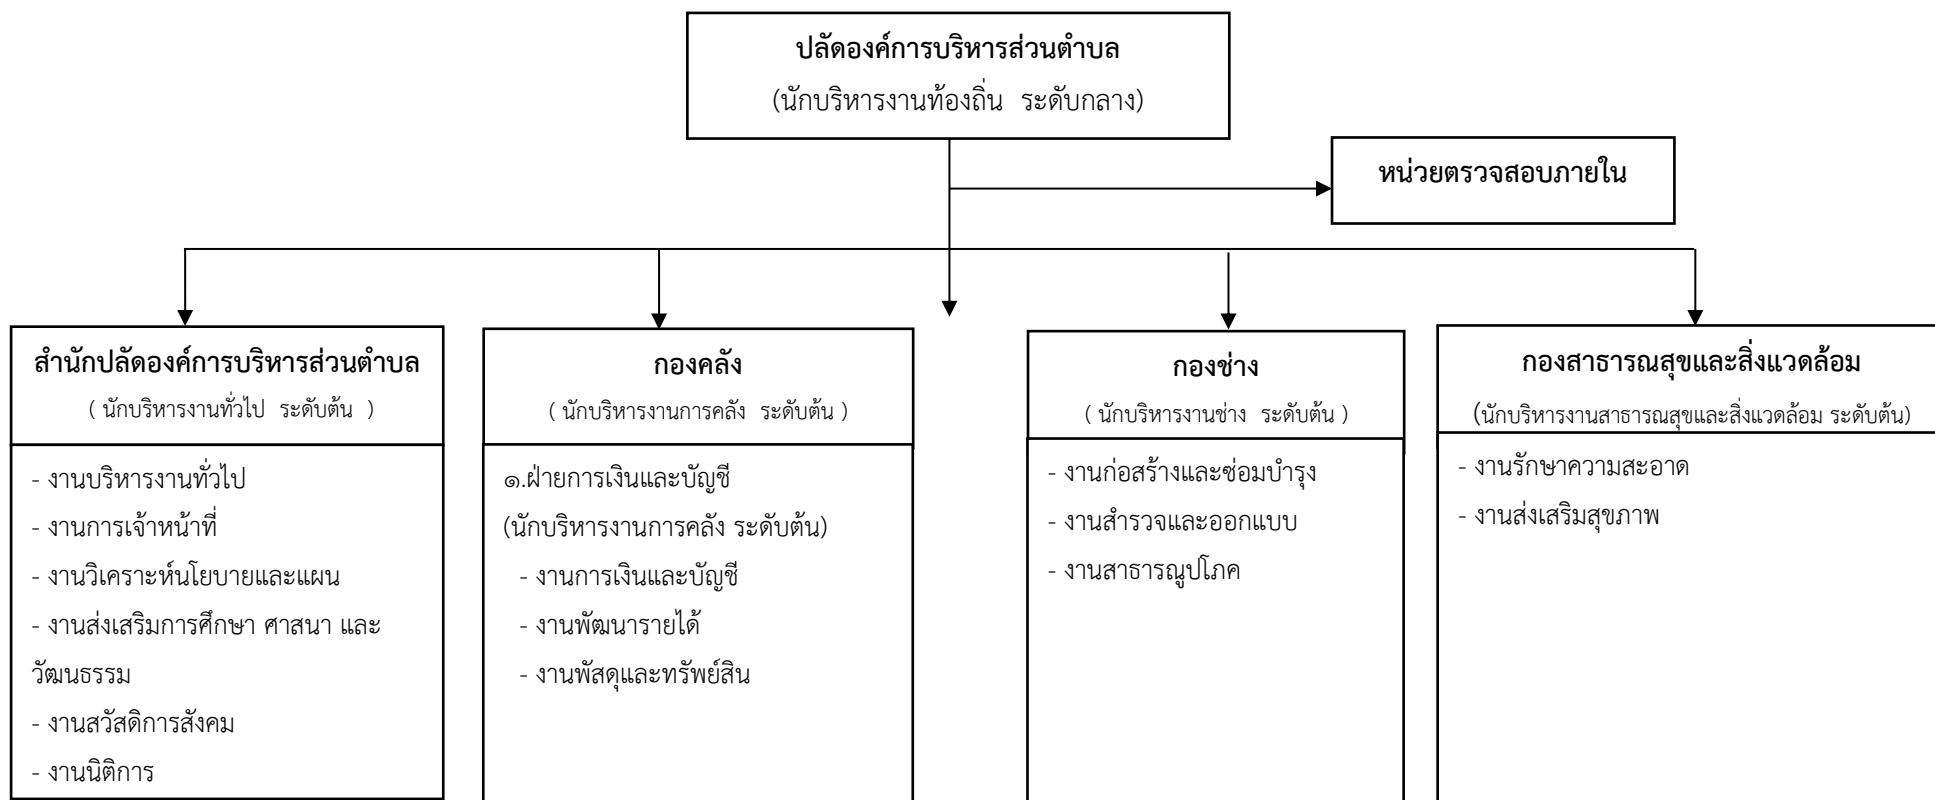 ปลัดองค์การบริหารส่วนตำบล
(นักบริหารงานท้องถิ่น ระดับกลาง)
หน่วยตรวจสอบภายใน
สำนักปลัดองค์การบริหารส่วนตำบล
( นักบริหารงานทั่วไป ระดับต้น )
- งานบริหารงานทั่วไป
- งานการเจ้าหน้าที่
- งานวิเคราะห์นโยบายและแผน
- งานส่งเสริมการศึกษา ศาสนา และ
วัฒนธรรม
- งานสวัสดิการสังคม
- งานนิติการ
กองคลัง
( นักบริหารงานการคลัง ระดับต้น )
๑.ฝ่ายการเงินและบัญชี
(นักบริหารงานการคลัง ระดับต้น)
- งานการเงินและบัญชี
- งานพัฒนารายได้
- งานพัสดุและทรัพย์สิน
กองช่าง
( นักบริหารงานช่าง ระดับต้น )
- งานก่อสร้างและซ่อมบำรุง
- งานสำรวจและออกแบบ
- งานสาธารณูปโภค
กองสาธารณสุขและสิ่งแวดล้อม
(นักบริหารงานสาธารณสุขและสิ่งแวดล้อม ระดับต้น)
- งานรักษาความสะอาด
- งานส่งเสริมสุขภาพ